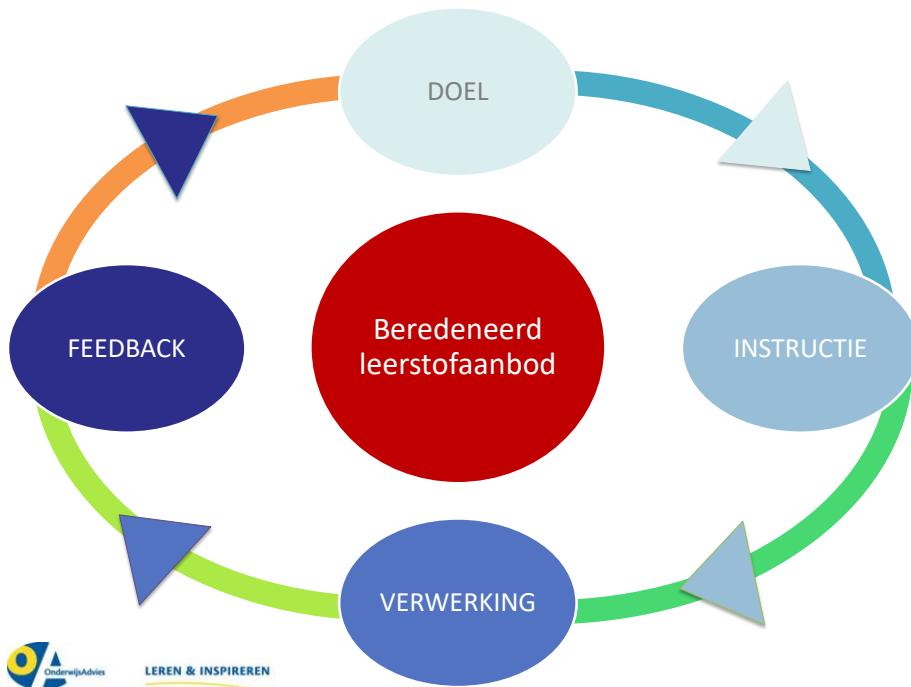 DOEL
FEEDBACK
Beredeneerd
leerstofaanbod
INSTRUCTIE
VERWERKING
OnderwijsAdvies
LEREN & INSPIREREN